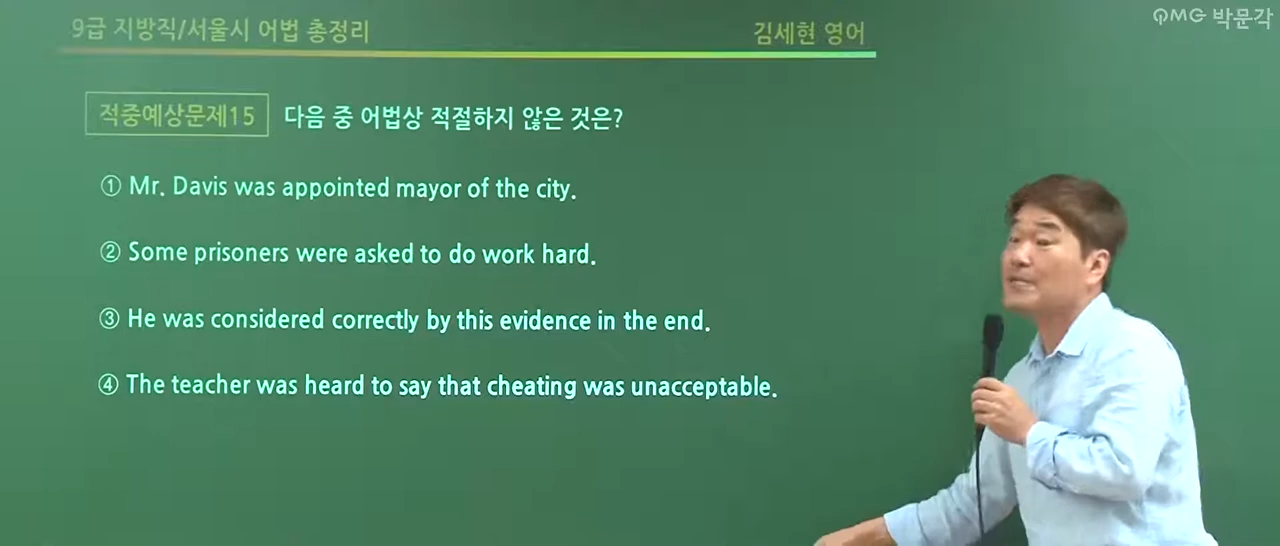 9급 지방직/서울시 어법 총정리
김세현 영어
PMG 박문각
적중예상문제15 다음 중 어법상 적절하지 않은 것은?
① Mr. Davis was appointed mayor of the city.
② Some prisoners were asked to do work hard.
③ He was considered correctly by this evidence in the end.
④ The teacher was heard to say that cheating was unacceptable.